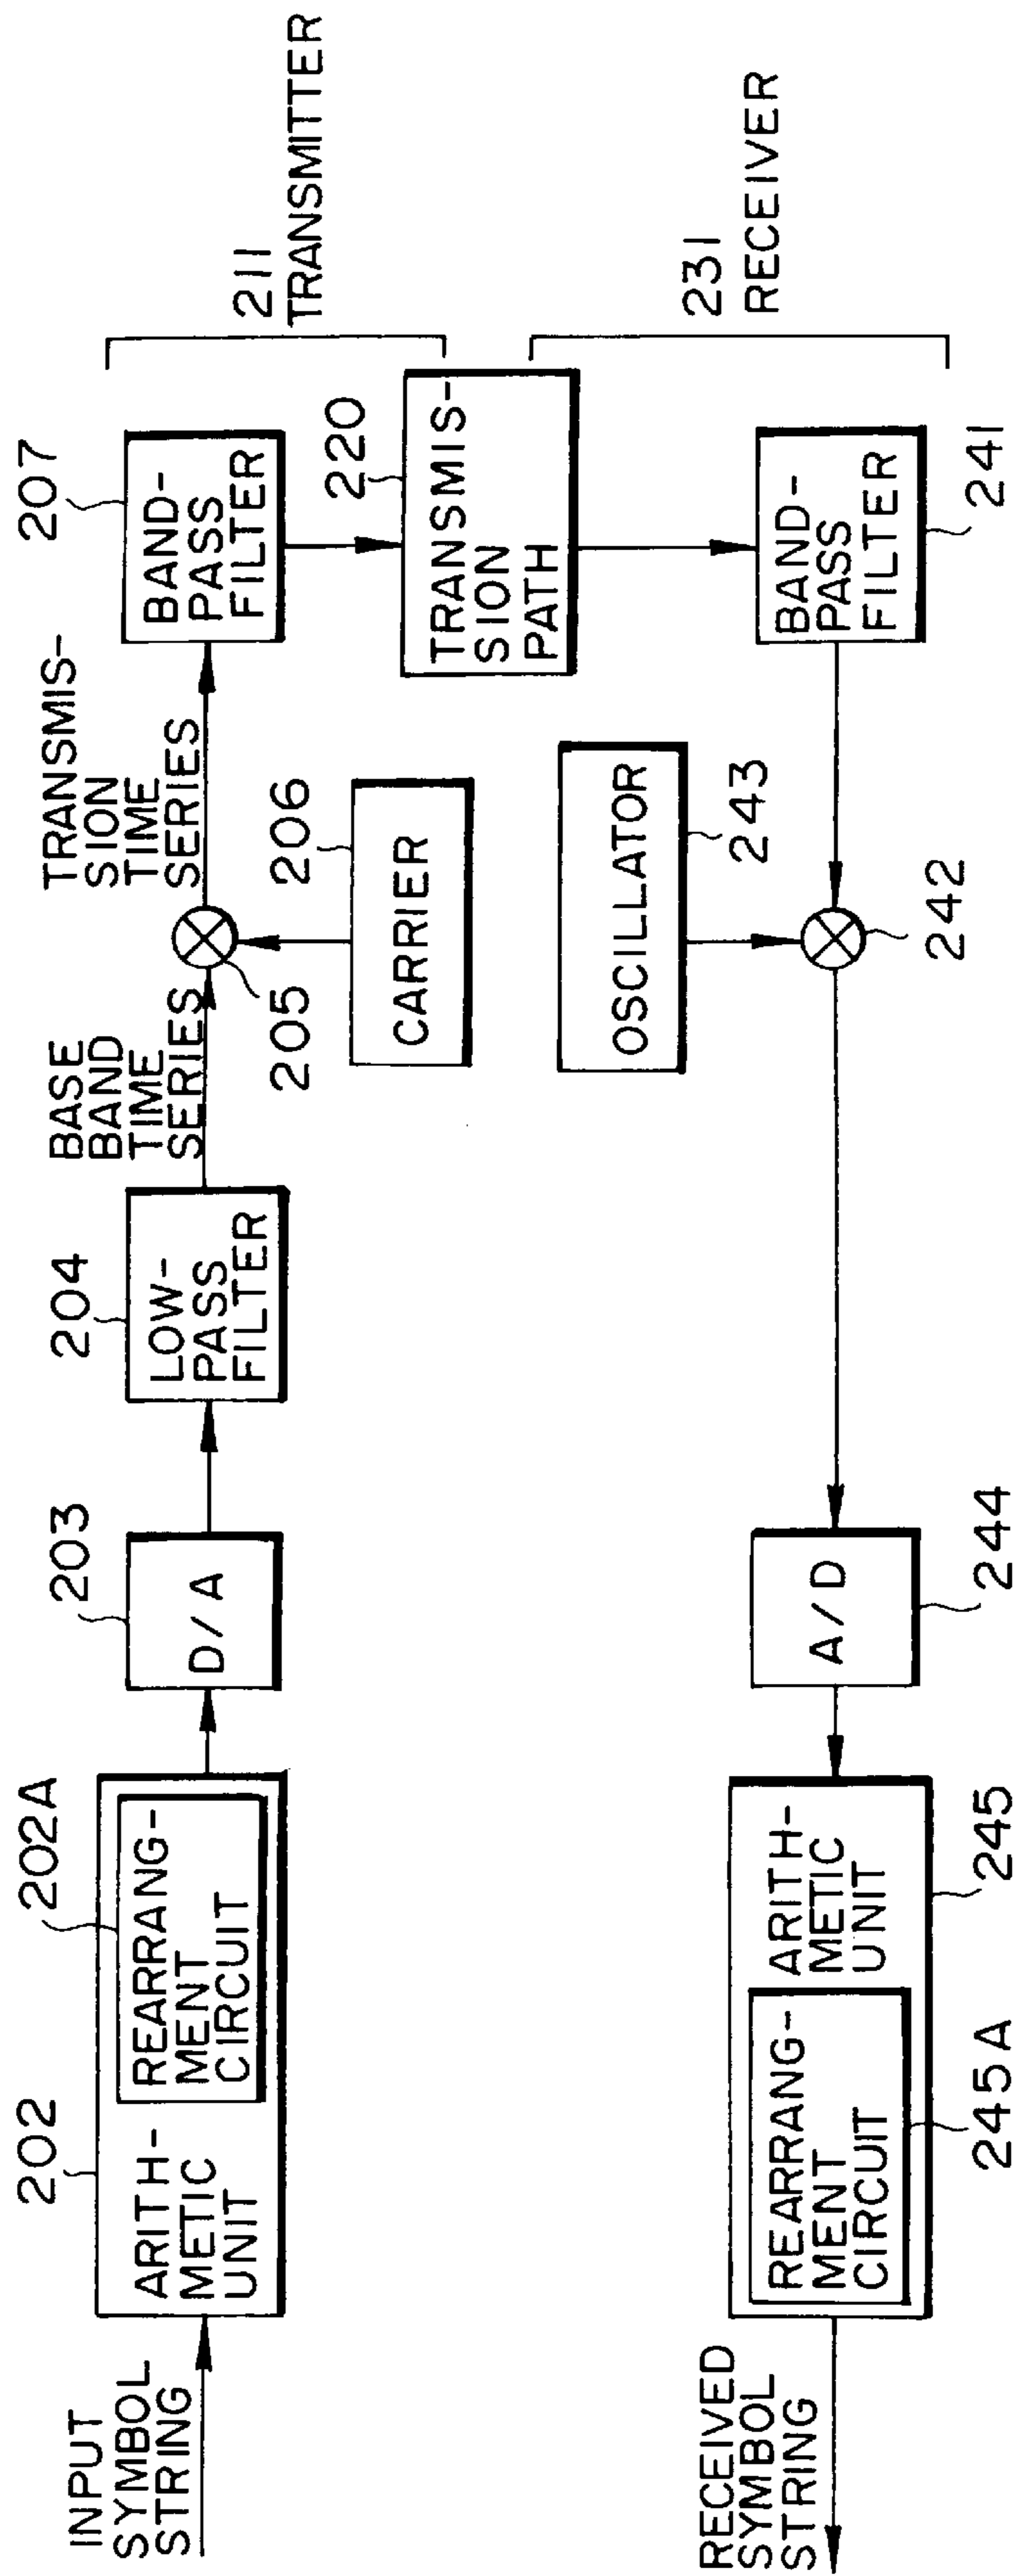 INPUT
SYMBOL
STRING
202
ARITH-
METIC
UNIT
202A
REARRANG-
MENT
CIRCUIT
203
D/A
204
LOW-
PASS
FILTER
BASE
BAND
TIME
SERIES
205
206
CARRIER
TRANSMIS-
SION
TIME
SERIES
207
BAND-
PASS
FILTER
211
TRANSMITTER
220
TRANSMIS-
SION
PATH
231
RECEIVER
BAND-
PASS
FILTER
241
OSCILLATOR
243
242
A/D
244
ARITH-
METIC
UNIT
245
REARRANG-
MENT
CIRCUIT
245A
RECEIVED
SYMBOL
STRING